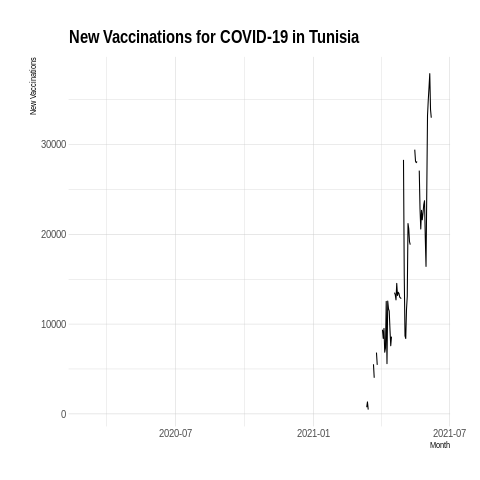 New Vaccinations for COVID-19 in Tunisia
New Vaccinations
30000
20000
10000
0
2020-07
2021-01
2021-07
Month